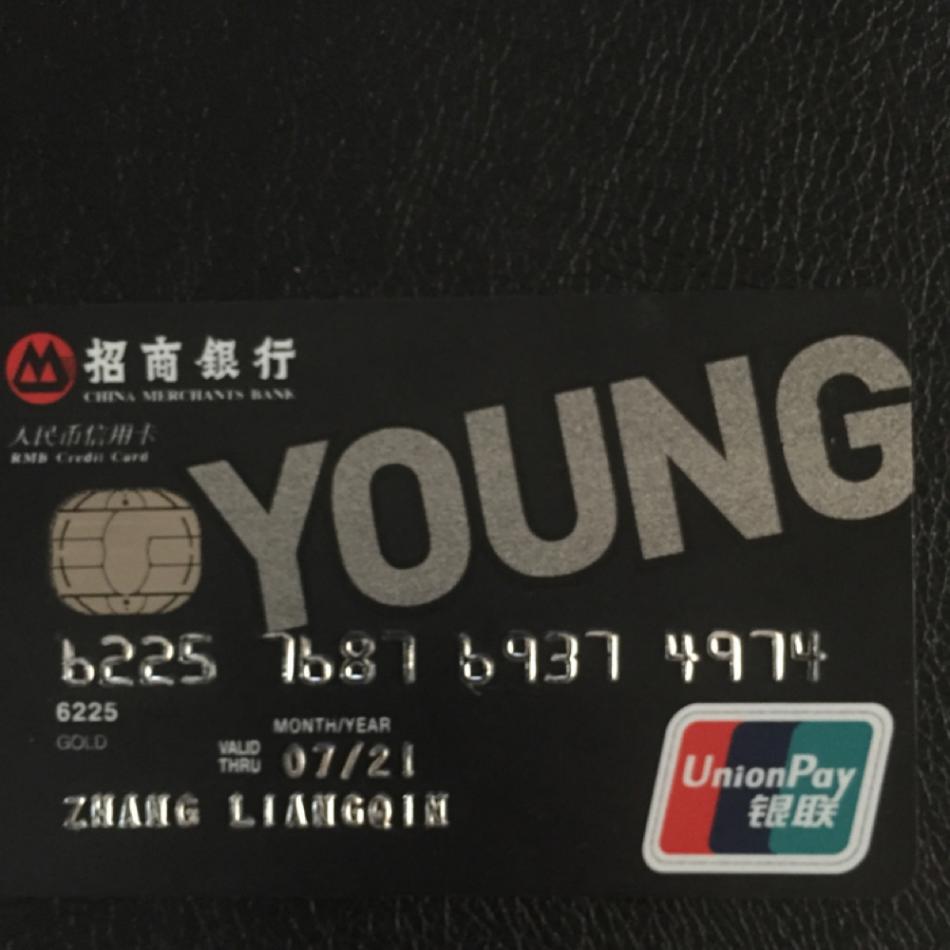 招商银行
CHINA MERCHANTS BANK
人民币信用卡
RMB Credit Card
YOUNG
6225 7687 6937 4974
6225
MONTH/YEAR
GOLD
VALID THRU 07/21
ZHANG LIANGQIN
UnionPay
银联